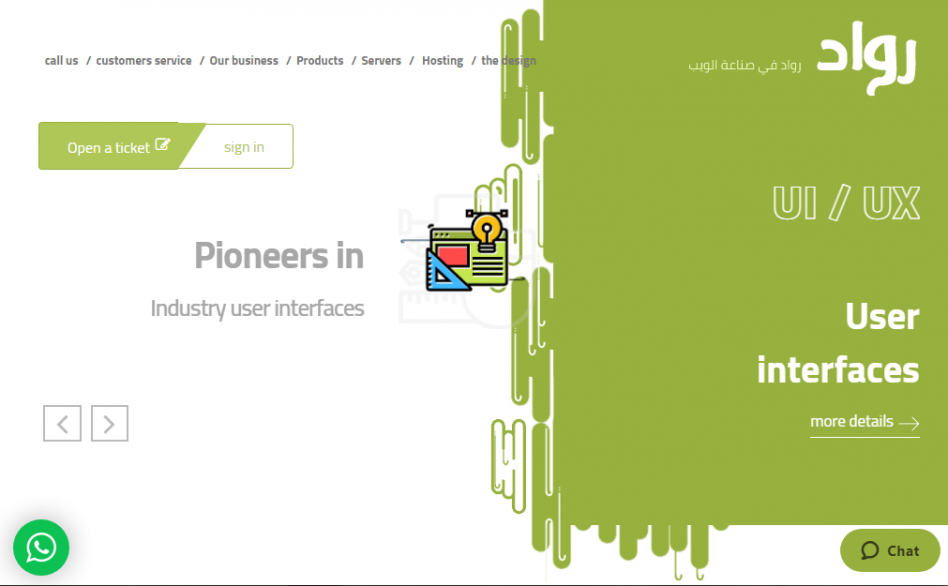 رواد
رواد في صناعة الويب
call us / customers service / Our business / Products / Servers / Hosting / the design
Open a ticket
sign in
UI / UX
Pioneers in
Industry user interfaces
User
interfaces
more details
Chat